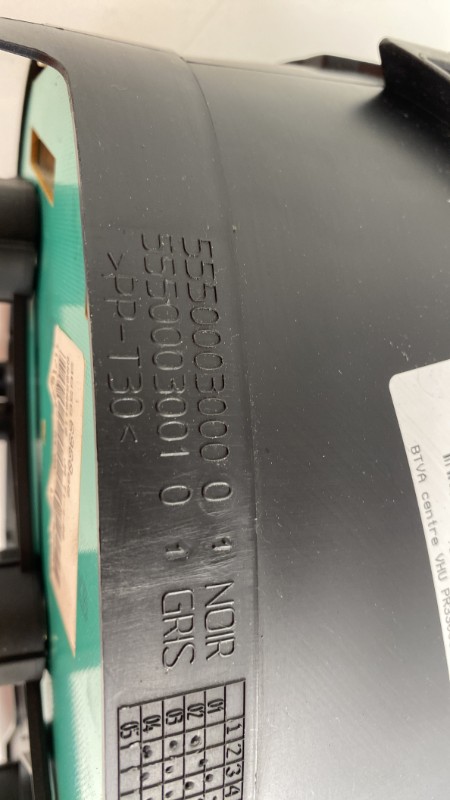 5550003000 0 1 NOIR
5550003001 0 1 GRIS
>PP-T30<
1 2 3 4
01
02
03
04
05
BTVA centre VHU